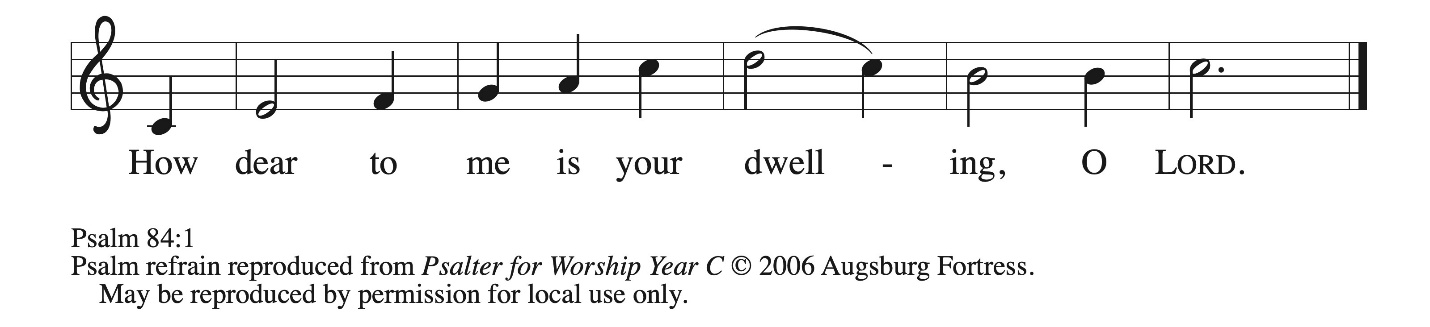 How dear to me is your dwell - ing, O LORD.
Psalm 84:1
Psalm refrain reproduced from Psalter for Worship Year C © 2006 Augsburg Fortress.
May be reproduced by permission for local use only.